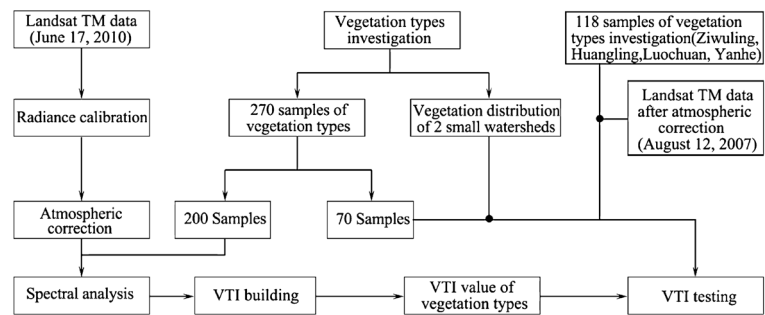 Landsat TM data
(June 17, 2010)
Vegetation types
investigation
118 samples of vegetation
types investigation(Ziwuling,
Huangling,Luochuan, Yanhe)
Radiance calibration
270 samples of
vegetation types
Vegetation distribution
of 2 small watersheds
Landsat TM data
after atmospheric
correction
(August 12, 2007)
Atmospheric
correction
200 Samples
70 Samples
Spectral analysis
VTI building
VTI value of
vegetation types
VTI testing